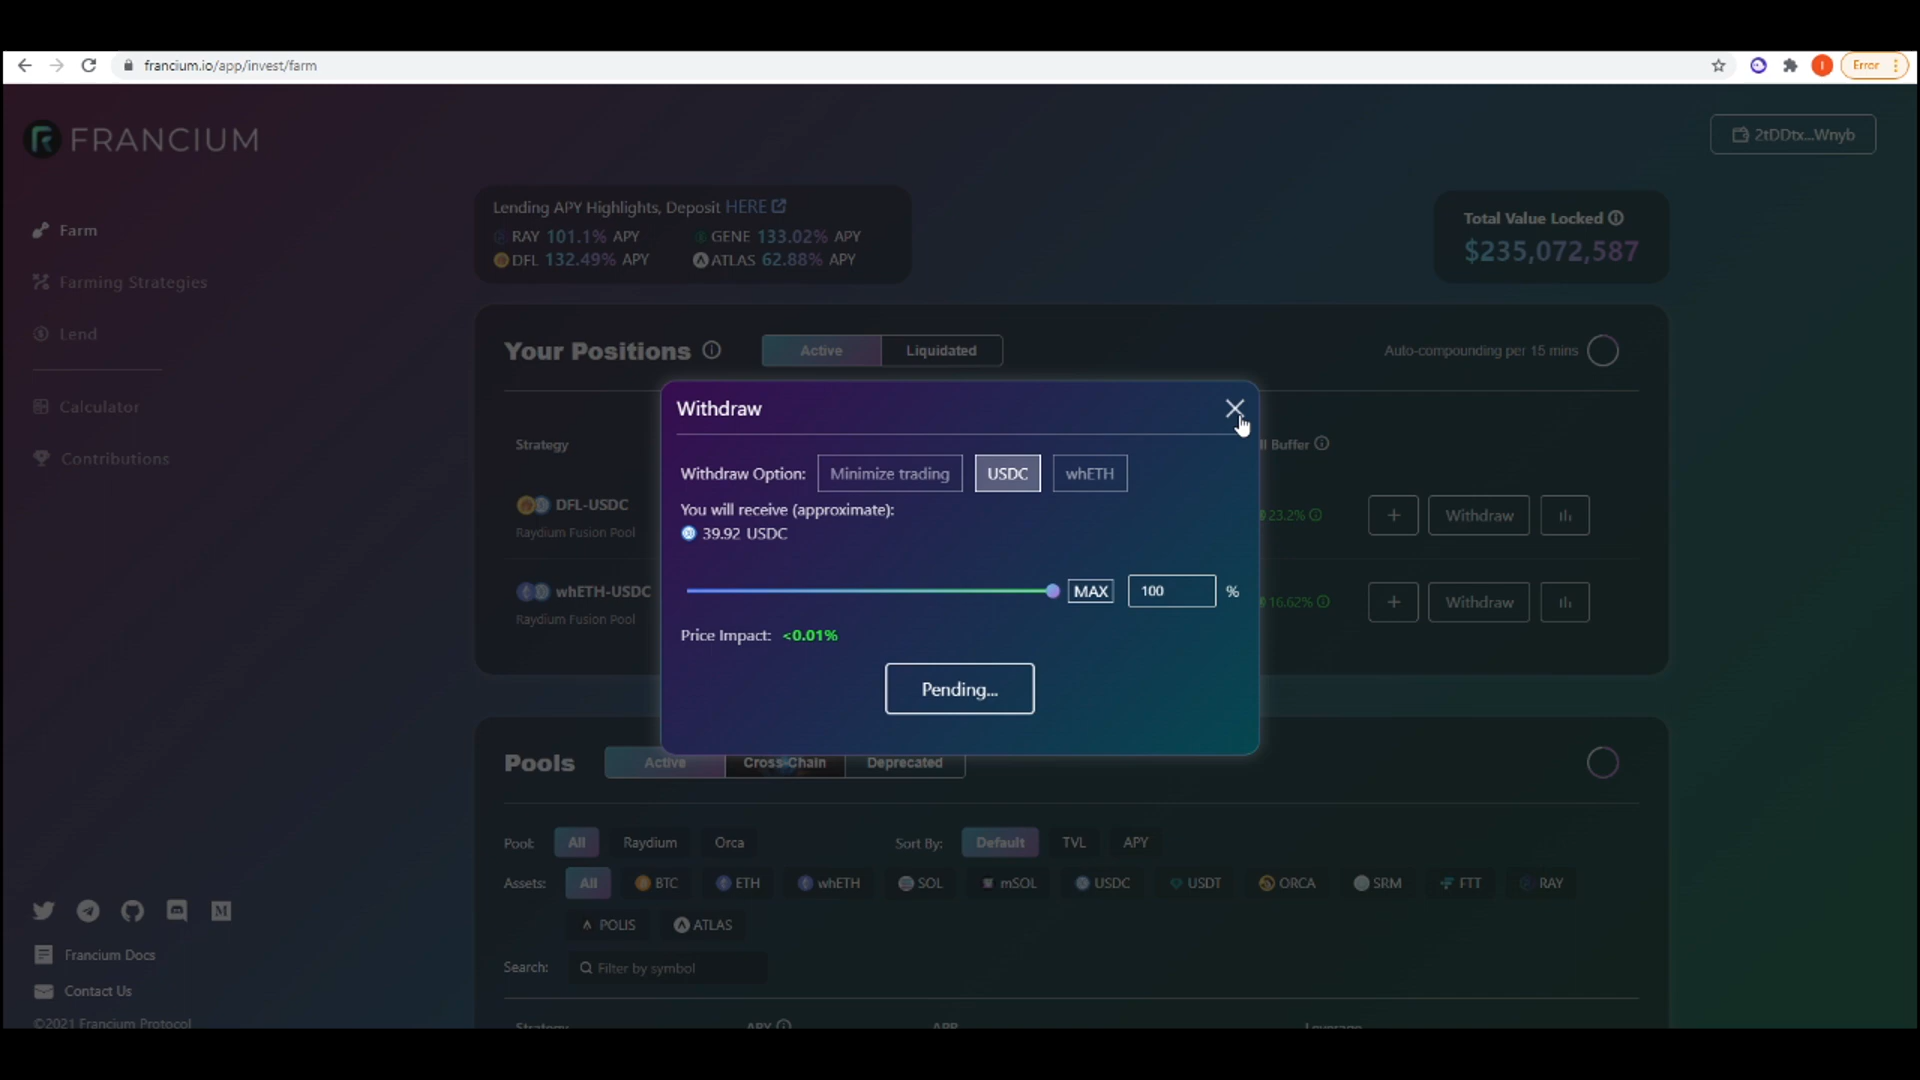 francium.io/app/invest/farm
Error
FRANCIUM
2tDDtx...Wnyb
Farm
Farming Strategies
Lend
Calculator
Contributions
Lending APY Highlights, Deposit HERE
RAY 101.1% APY GENE 133.02% APY
DFL 132.49% APY ATLAS 62.88% APY
Total Value Locked
$235,072,587
Your Positions Active Liquidated Auto-compounding per 15 mins
Strategy Buffer
DFL-USDC 23.2% + Withdraw
Raydium Fusion Pool
whETH-USDC 16.62% + Withdraw
Raydium Fusion Pool
Withdraw
Withdraw Option: Minimize trading USDC whETH
You will receive (approximate):
39.92 USDC
MAX 100 %
Price Impact: <0.01%
Pending...
Pools Active Cross-Chain Deprecated
Pool: All Raydium Orca Sort By: Default TVL APY
Assets: All BTC ETH whETH SOL mSOL USDC USDT ORCA SRM FTT RAY
POLIS ATLAS
Search: Filter by symbol
Strategy APY APR Leverage
Francium Docs
Contact Us
©2021 Francium Protocol